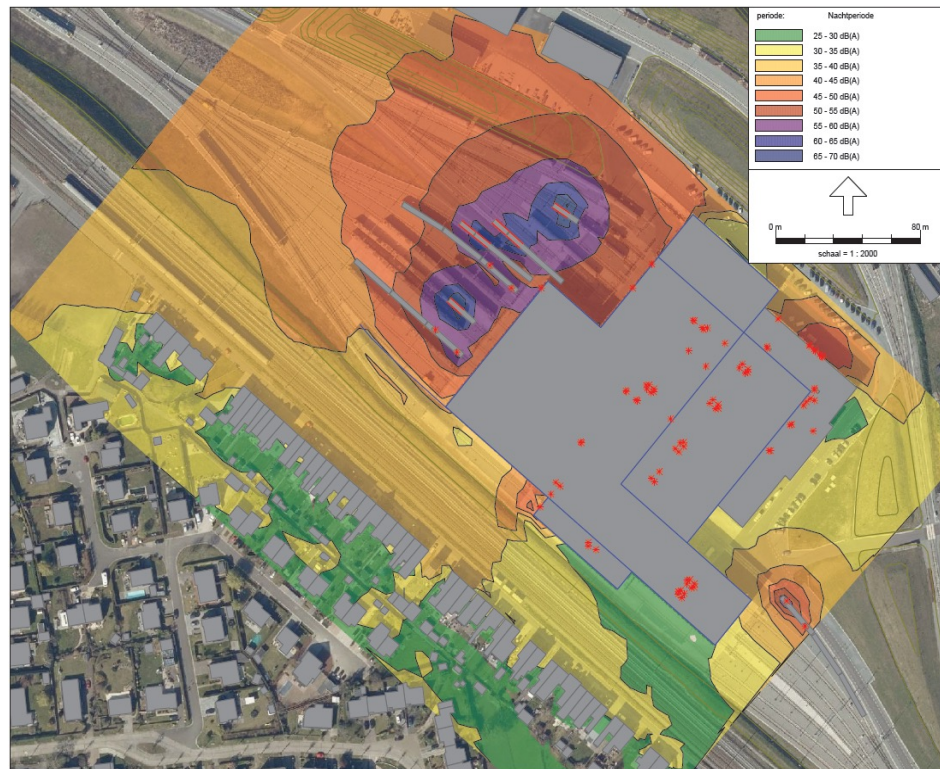 periode: Nachtperiode
25 - 30 dB(A)
30 - 35 dB(A)
35 - 40 dB(A)
40 - 45 dB(A)
45 - 50 dB(A)
50 - 55 dB(A)
55 - 60 dB(A)
60 - 65 dB(A)
65 - 70 dB(A)
0 m 80 m
schaal = 1 : 2000